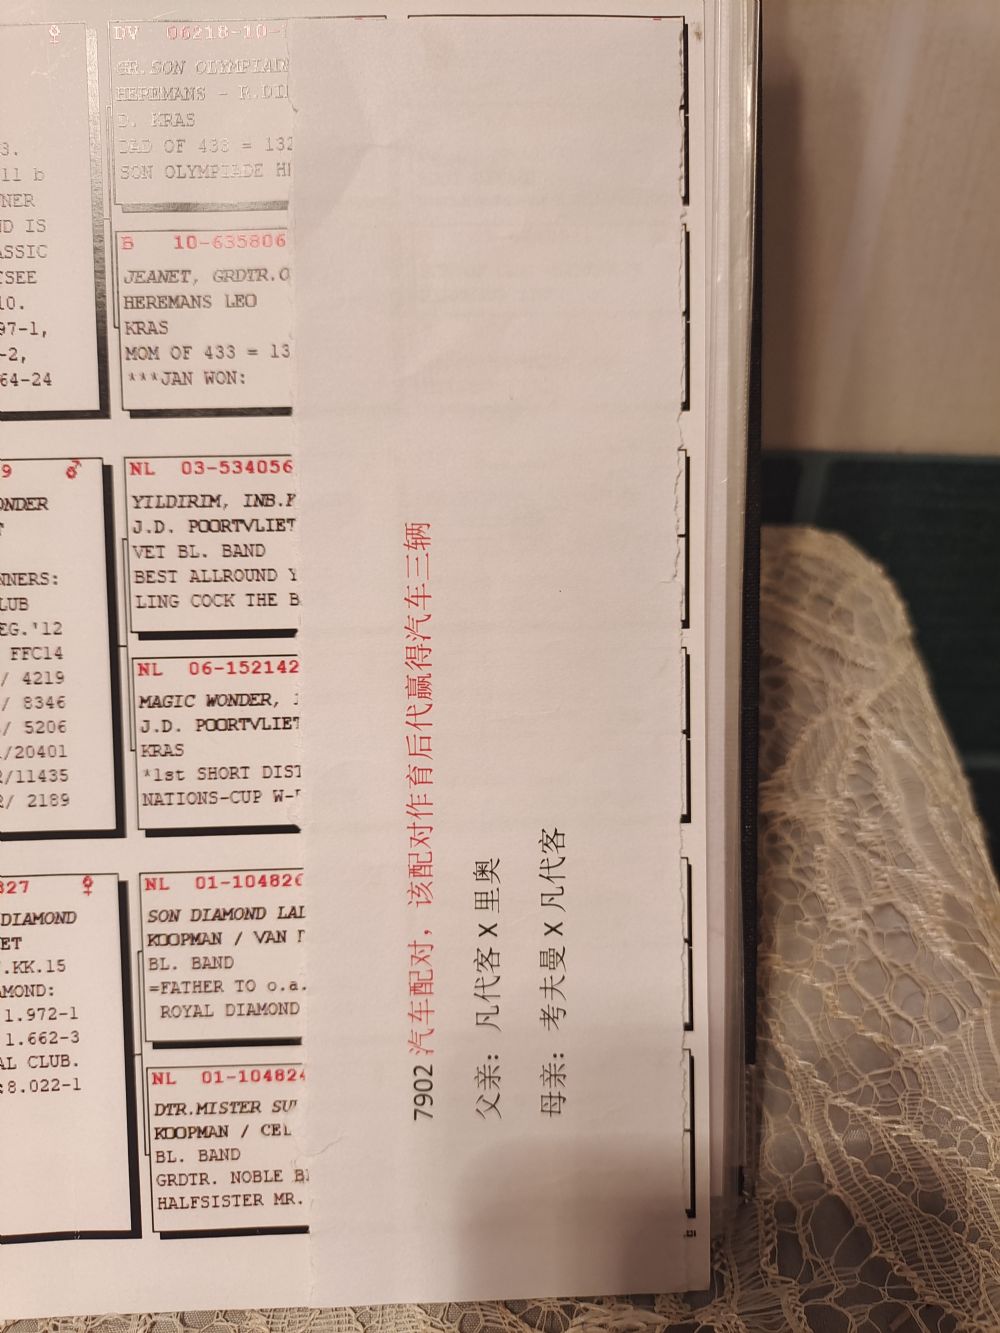 ♀
3.
ll b
NER
D IS
ASSIC
ISEE
10.
97-1,
-2,
64-24
DV 06218-10-
GR.SON OLYMPIADE
HEREMANS - R.DI
D. KRAS
DAD OF 433 = 132
SON OLYMPIADE H
B 10-635806
JEANET, GRDTR.O
HEREMANS LEO
KRAS
MOM OF 433 = 13
***JAN WON:
9 ♂
ONDER
T
NNERS:
LUB
EG.'12
FFC14
/ 4219
/ 8346
/ 5206
/20401
/11435
/ 2189
NL 03-534056
YILDIRIM, INB.
J.D. POORTVLIET
VET BL. BAND
BEST ALLROUND Y
LING COCK THE B
NL 06-152142
MAGIC WONDER,
J.D. POORTVLIET
KRAS
*1st SHORT DIST
NATIONS-CUP W-
827 ♀
DIAMOND
ET
.KK.15
AMOND:
1.972-1
1.662-3
AL CLUB.
:8.022-1
NL 01-104826
SON DIAMOND LAD
KOOPMAN / VAN
BL. BAND
=FATHER TO o.a.
ROYAL DIAMOND
NL 01-104824
DTR.MISTER SU
KOOPMAN / CEL
BL. BAND
GRDTR. NOBLE B
HALFSISTER MR.
7902 汽车配对，该配对作育后代赢得汽车三辆
父亲：凡代客 X 里奥
母亲：考夫曼 X 凡代客